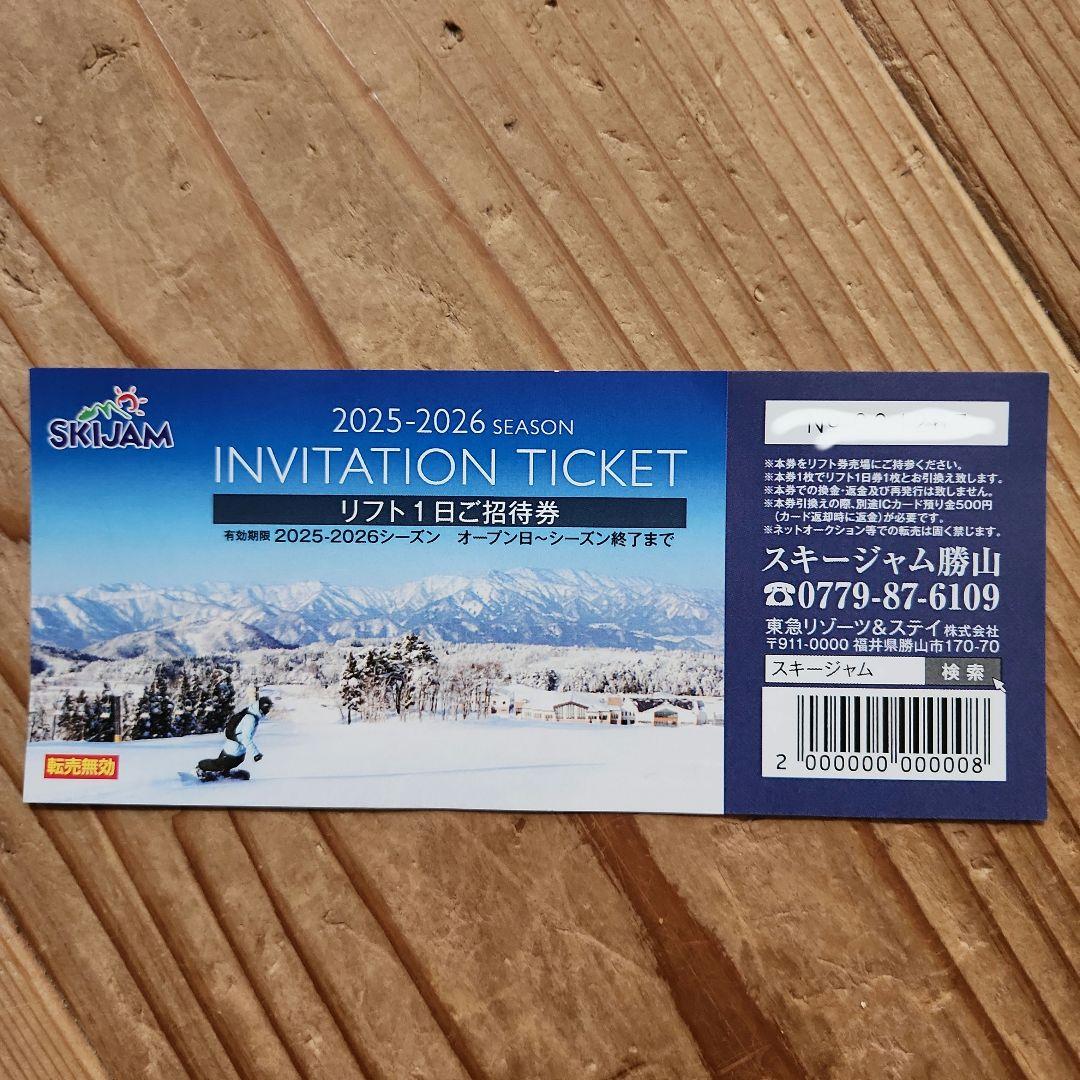 SKIJAM
2025-2026 SEASON
INVITATION TICKET
リフト1日ご招待券
有効期限 2025-2026シーズン オープン日～シーズン終了まで
転売無効
※本券をリフト券売場にご持参ください。
※本券1枚でリフト1日券1枚とお引換え致します。
※本券での換金・返金及び再発行は致しません。
※本券引換えの際、別途ICカード預り金500円
（カード返却時に返金）が必要です。
※ネットオークション等での転売は固く禁じます。
スキージャム勝山
☎0779-87-6109
東急リゾーツ&ステイ株式会社
〒911-0000 福井県勝山市170-70
スキージャム 検索
2 000000 000008